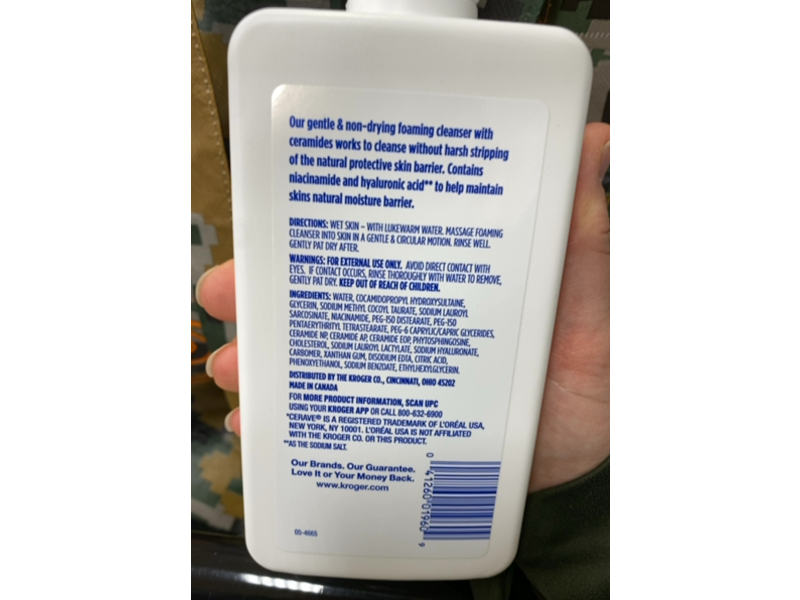 Our gentle & non-drying foaming cleanser with
ceramides works to cleanse without harsh stripping
of the natural protective skin barrier. Contains
niacinamide and hyaluronic acid** to help maintain
skins natural moisture barrier.
DIRECTIONS: WET SKIN – WITH LUKEWARM WATER. MASSAGE FOAMING
CLEANSER INTO SKIN IN A GENTLE & CIRCULAR MOTION. RINSE WELL.
GENTLY PAT DRY AFTER.
WARNINGS: FOR EXTERNAL USE ONLY. AVOID DIRECT CONTACT WITH
EYES. IF CONTACT OCCURS, RINSE THOROUGHLY WITH WATER TO REMOVE,
GENTLY PAT DRY. KEEP OUT OF REACH OF CHILDREN.
INGREDIENTS: WATER, COCAMIDOPROPYL HYDROXYSULTAINE,
GLYCERIN, SODIUM METHYL COCOYL TAURATE, SODIUM LAUROYL
SARCOSINATE, NIACINAMIDE, PEG-150 DISTEARATE, PEG-150
PENTAERYTHRITYL TETRASTEARATE, PEG-6 CAPRYLIC/CAPRIC GLYCERIDES,
CERAMIDE NP, CERAMIDE AP, CERAMIDE EOP, PHYTOSPHINGOSINE,
CHOLESTEROL, SODIUM LAUROYL LACTYLATE, SODIUM HYALURONATE,
CARBOMER, XANTHAN GUM, DISODIUM EDTA, CITRIC ACID,
PHENOXYETHANOL, SODIUM BENZOATE, ETHYLHEXYLGLYCERIN.
DISTRIBUTED BY THE KROGER CO., CINCINNATI, OHIO 45202
MADE IN CANADA
FOR MORE PRODUCT INFORMATION, SCAN UPC
USING YOUR KROGER APP OR CALL 800-632-6900
*CERAVE® IS A REGISTERED TRADEMARK OF L'ORÉAL USA,
NEW YORK, NY 10001. L'ORÉAL USA IS NOT AFFILIATED
WITH THE KROGER CO. OR THIS PRODUCT.
**AS THE SODIUM SALT.
Our Brands. Our Guarantee.
Love It or Your Money Back.
www.kroger.com
0 41260 01960 9
00-4665